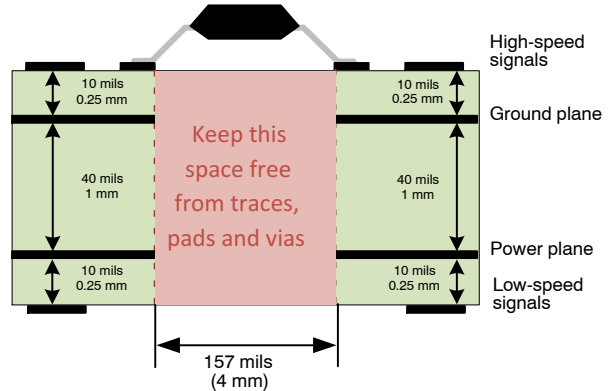 High-speed
signals
10 mils
0.25 mm
10 mils
0.25 mm
Ground plane
Keep this
space free
from traces,
pads and vias
40 mils
1 mm
40 mils
1 mm
Power plane
10 mils
0.25 mm
10 mils
0.25 mm
Low-speed
signals
157 mils
(4 mm)